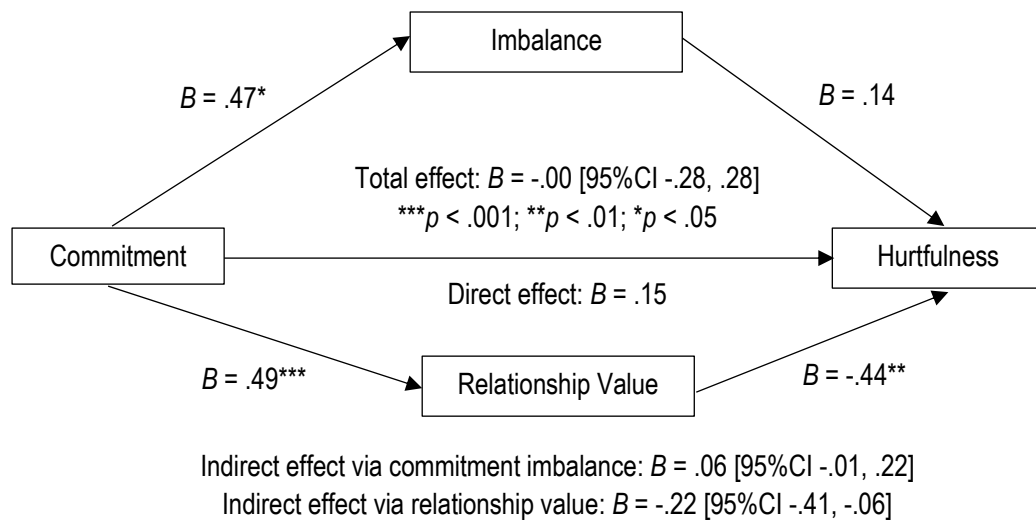 Imbalance
B = .47*
B = .14
Total effect: B = -.00 [95%CI -.28, .28]
***p < .001; **p < .01; *p < .05
Commitment
Hurtfulness
Direct effect: B = .15
B = .49***
Relationship Value
B = -.44**
Indirect effect via commitment imbalance: B = .06 [95%CI -.01, .22]
Indirect effect via relationship value: B = -.22 [95%CI -.41, -.06]